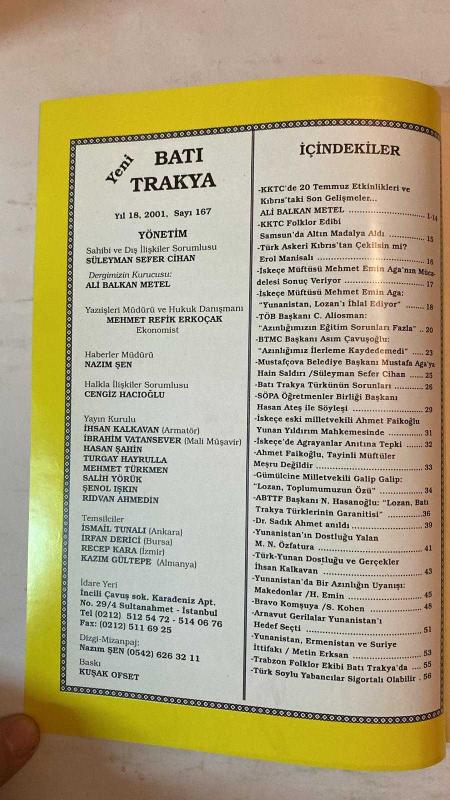 Yeni
BATI
TRAKYA
Yıl 18, 2001, Sayı 167
YÖNETİM
Sahibi ve Dış İlişkiler Sorumlusu
SÜLEYMAN SEFER CİHAN
Dergimizin Kurucusu:
ALİ BALKAN METEL
Yazıişleri Müdürü ve Hukuk Danışmanı
MEHMET REFİK ERKOÇAK
Ekonomist
Haberler Müdürü
NAZIM ŞEN
Halkla İlişkiler Sorumlusu
CENGİZ HACIOĞLU
Yayın Kurulu
İHSAN KALKAVAN (Armatör)
İBRAHİM VATANSEVER (Mali Müşavir)
HASAN ŞAHİN
TURGAY HAYRULLA
MEHMET TÜRKMEN
SALİH YÖRÜK
ŞENOL IŞKIN
RIDVAN AHMEDİN
Temsilciler
İSMAİL TUNALI (Ankara)
İRFAN DERİCİ (Bursa)
RECEP KARA (İzmir)
KAZIM GÜLTEPE (Almanya)
İdare Yeri
İncili Çavuş sok. Karadeniz Apt.
No. 29/4 Sultanahmet - İstanbul
Tel (0212) 512 54 72 - 514 06 76
Fax: (0212) 511 69 25
Dizgi-Mizanpaj:
Nazım ŞEN (0542) 626 32 11
Baskı
KUŞAK OFSET
İÇİNDEKİLER
-KKTC'de 20 Temmuz Etkinlikleri ve
Kıbrıs'taki Son Gelişmeler...
ALİ BALKAN METEL ........ 1-14
-KKTC Folklor Edibi
Samsun'da Altın Madalya Aldı ........ 15
-Türk Askeri Kıbrıs'tan Çekilsin mi?
Erol Manisalı ........ 16
-İskeçe Müftüsü Mehmet Emin Aga'nın Müca-
delesi Sonuç Veriyor ........ 17
-İskeçe Müftüsü Mehmet Emin Aga:
"Yunanistan, Lozan'ı İhlal Ediyor" ........ 18
-TÖB Başkanı C. Aliosman:
"Azınlığımızın Eğitim Sorunları Fazla" .. 20
-BTMC Başkanı Asım Çavuşoğlu:
"Azınlığımız İlerleme Kaydedemedi" ..... 23
-Mustafçova Belediye Başkanı Mustafa Aga'ya
Hain Saldırı /Süleyman Sefer Cihan ........ 25
-Batı Trakya Türkünün Sorunları ........ 26
-SÖPA Öğretmenler Birliği Başkanı
Hasan Ateş ile Söyleşi ........ 29
-İskeçe eski milletvekili Ahmet Faikoğlu
Yunan Yıldırım Mahkemesinde ........ 31
-İskeçe'de Agrayanlar Anıtına Tepki ...... 32
-Ahmet Faikoğlu, Tayinli Müftüler
Meşru Değildir ........ 33
-Gümülcine Milletvekili Galip Galip:
"Lozan, Toplumumuzun Özü" ........ 34
-ABTTF Başkanı N. Hasanoğlu: "Lozan, Batı
Trakya Türklerinin Garanitisi" ........ 36
-Dr. Sadık Ahmet anıldı ........ 39
-Yunanistan'ın Dostluğu Yalan
M. N. Özfatura ........ 41
-Türk-Yunan Dostluğu ve Gerçekler
İhsan Kalkavan ........ 43
-Yunanistan'da Bir Azınlığın Uyanışı:
Makedonlar /H. Emin ........ 45
-Bravo Komşuya /S. Kohen ........ 48
-Arnavut Gerilalar Yunanistan'ı
Hedef Seçti ........ 51
-Yunanistan, Ermenistan ve Suriye
İttifakı / Metin Erksan ........ 53
-Trabzon Folklor Ekibi Batı Trakya'da .... 55
-Türk Soylu Yabancılar Sigortalı Olabilir . 56